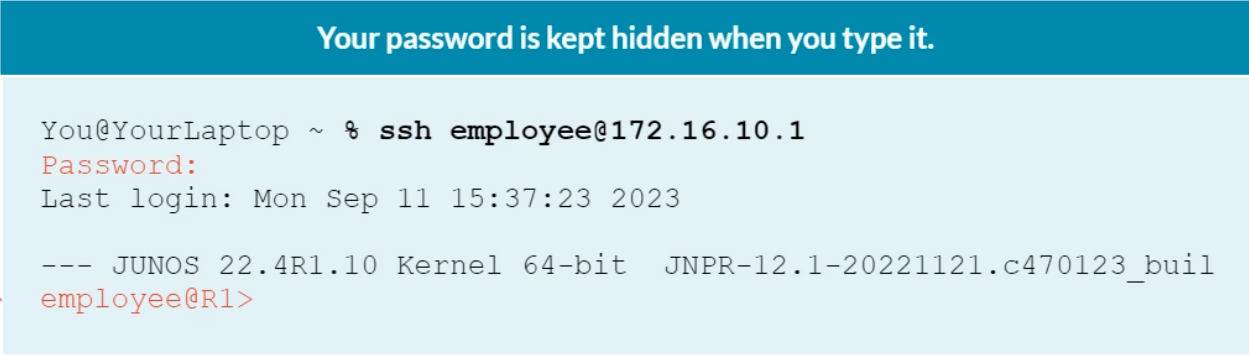 Your password is kept hidden when you type it.
You@YourLaptop ~ % ssh employee@172.16.10.1
Password:
Last login: Mon Sep 11 15:37:23 2023
--- JUNOS 22.4R1.10 Kernel 64-bit  JNPR-12.1-20221121.c470123_buil
employee@R1>